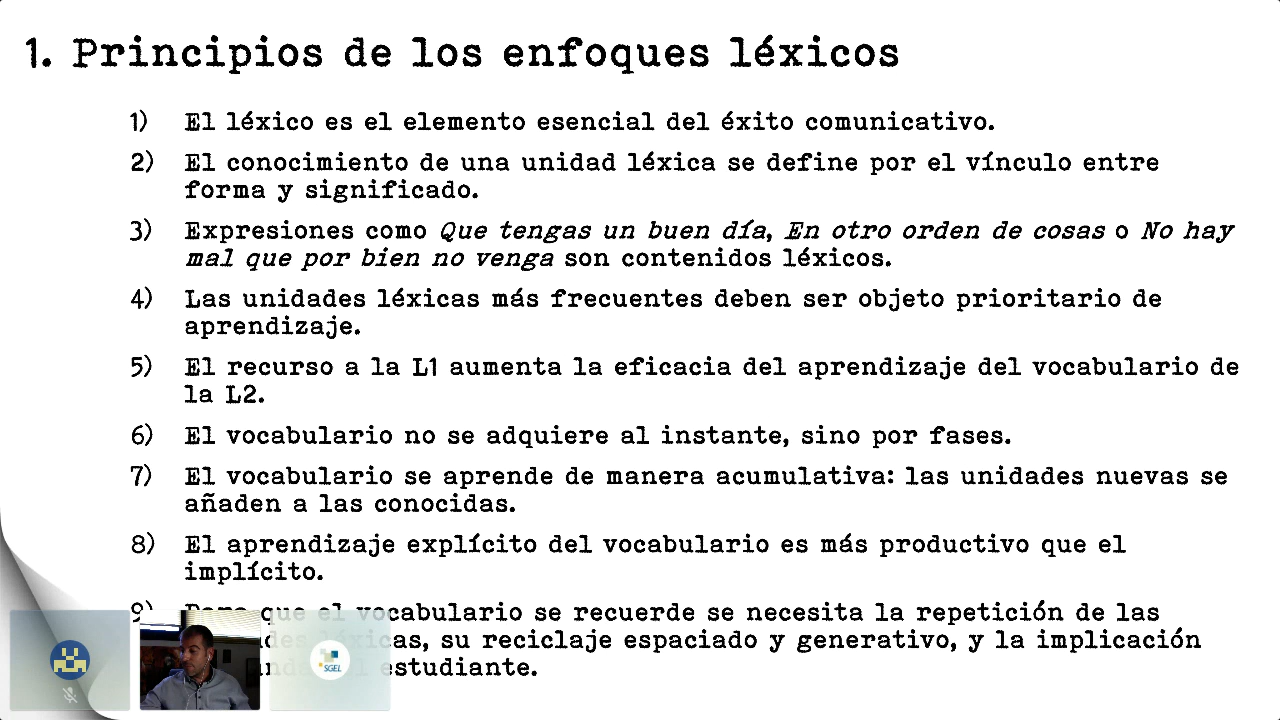 1. Principios de los enfoques léxicos
1) El léxico es el elemento esencial del éxito comunicativo.
2) El conocimiento de una unidad léxica se define por el vínculo entre
forma y significado.
3) Expresiones como Que tengas un buen día, En otro orden de cosas o No hay
mal que por bien no venga son contenidos léxicos.
4) Las unidades léxicas más frecuentes deben ser objeto prioritario de
aprendizaje.
5) El recurso a la L1 aumenta la eficacia del aprendizaje del vocabulario de
la L2.
6) El vocabulario no se adquiere al instante, sino por fases.
7) El vocabulario se aprende de manera acumulativa: las unidades nuevas se
añaden a las conocidas.
8) El aprendizaje explícito del vocabulario es más productivo que el
implícito.
9) Para que el vocabulario se recuerde se necesita la repetición de las
léxicas, su reciclaje espaciado y generativo, y la implicación
estudiante.
SGEL